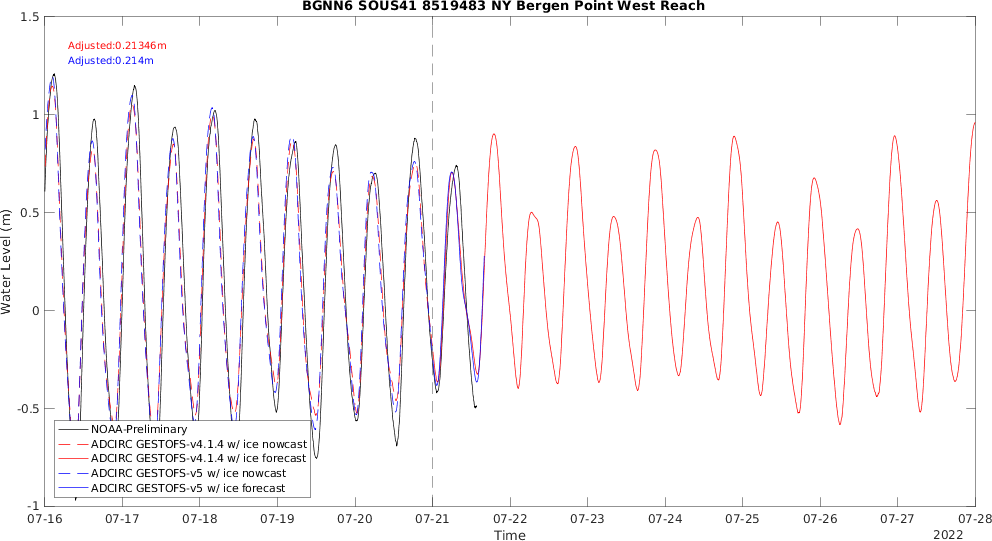 BGNN6 SOUS41 8519483 NY Bergen Point West Reach
1.5
Adjusted:0.21346m
Adjusted:0.214m
1
0.5
Water Level (m)
0
-0.5
NOAA-Preliminary
ADCIRC GESTOFS-v4.1.4 w/ ice nowcast
ADCIRC GESTOFS-v4.1.4 w/ ice forecast
ADCIRC GESTOFS-v5 w/ ice nowcast
ADCIRC GESTOFS-v5 w/ ice forecast
-1
07-16 07-17 07-18 07-19 07-20 07-21 07-22 07-23 07-24 07-25 07-26 07-27 07-28
Time
2022